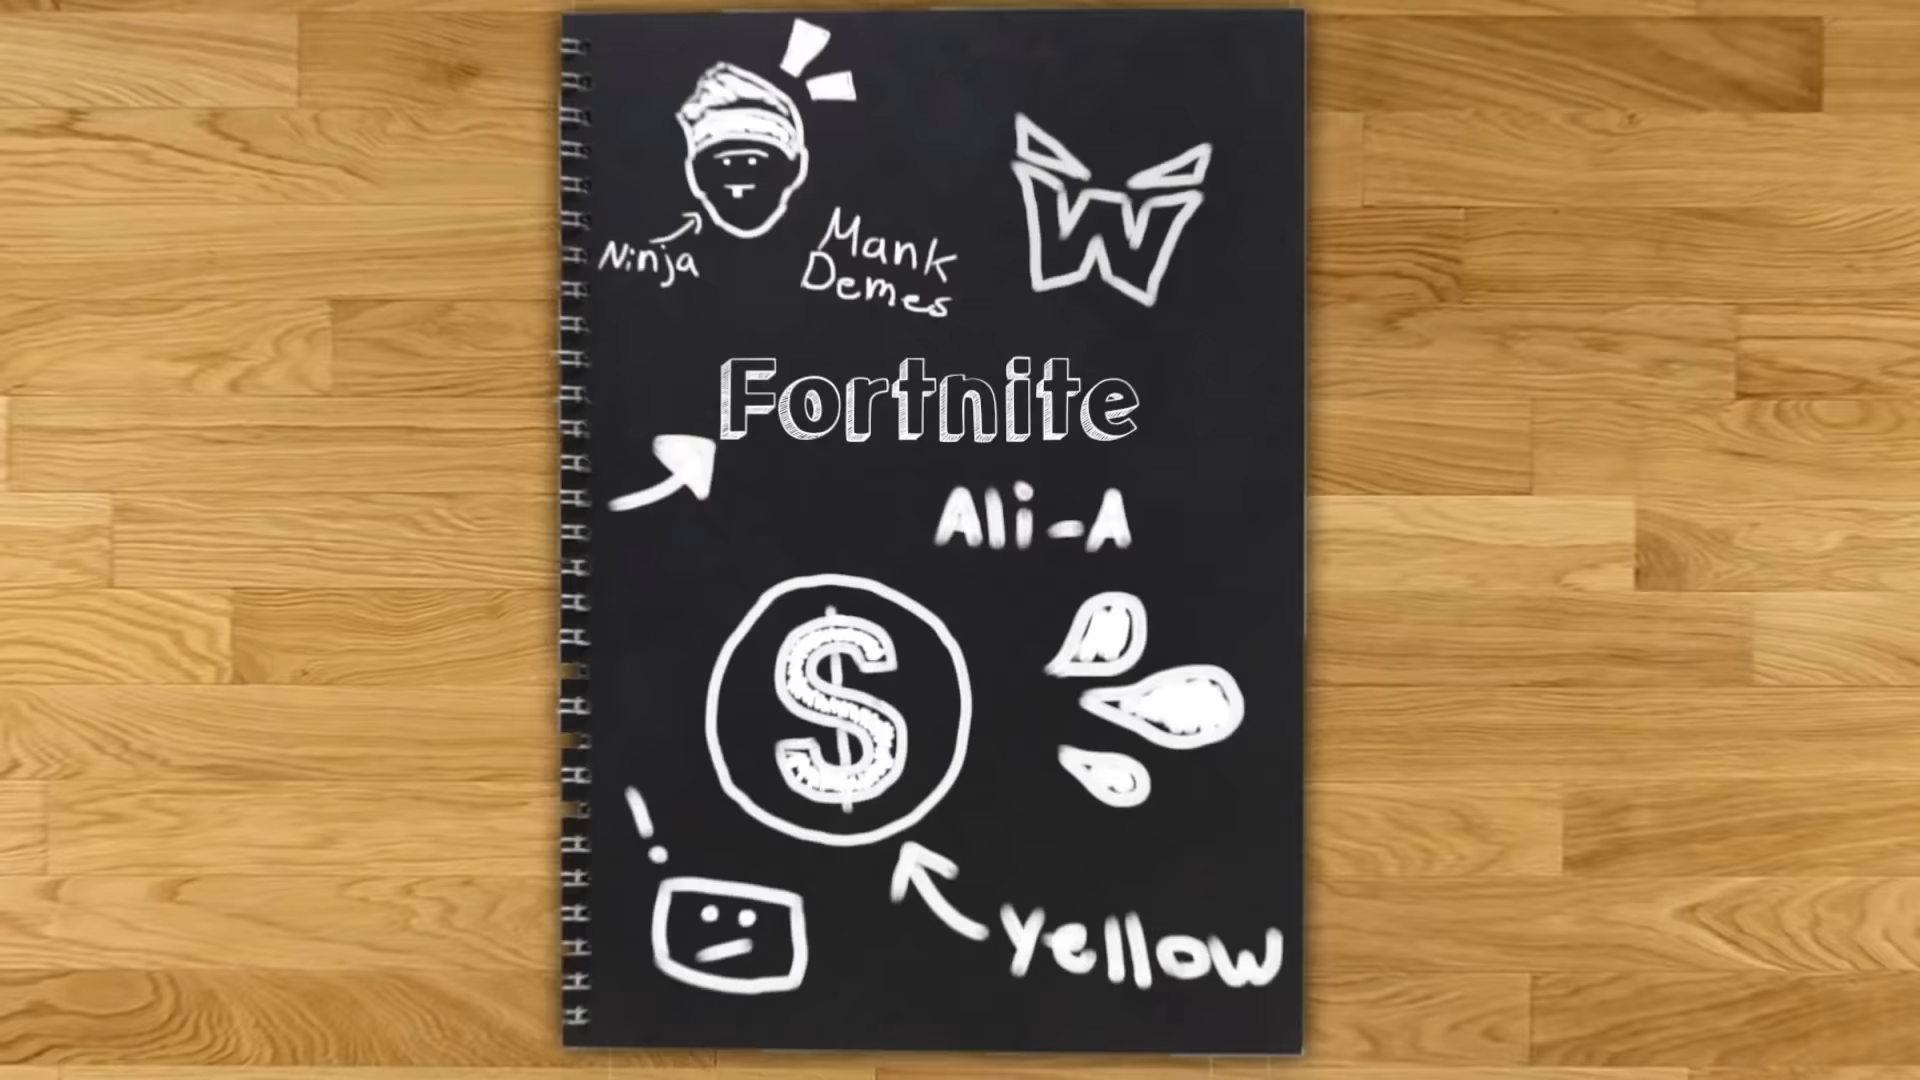 Ninja
Mank
Demes
W
Fortnite
Ali-A
$
!
yellow